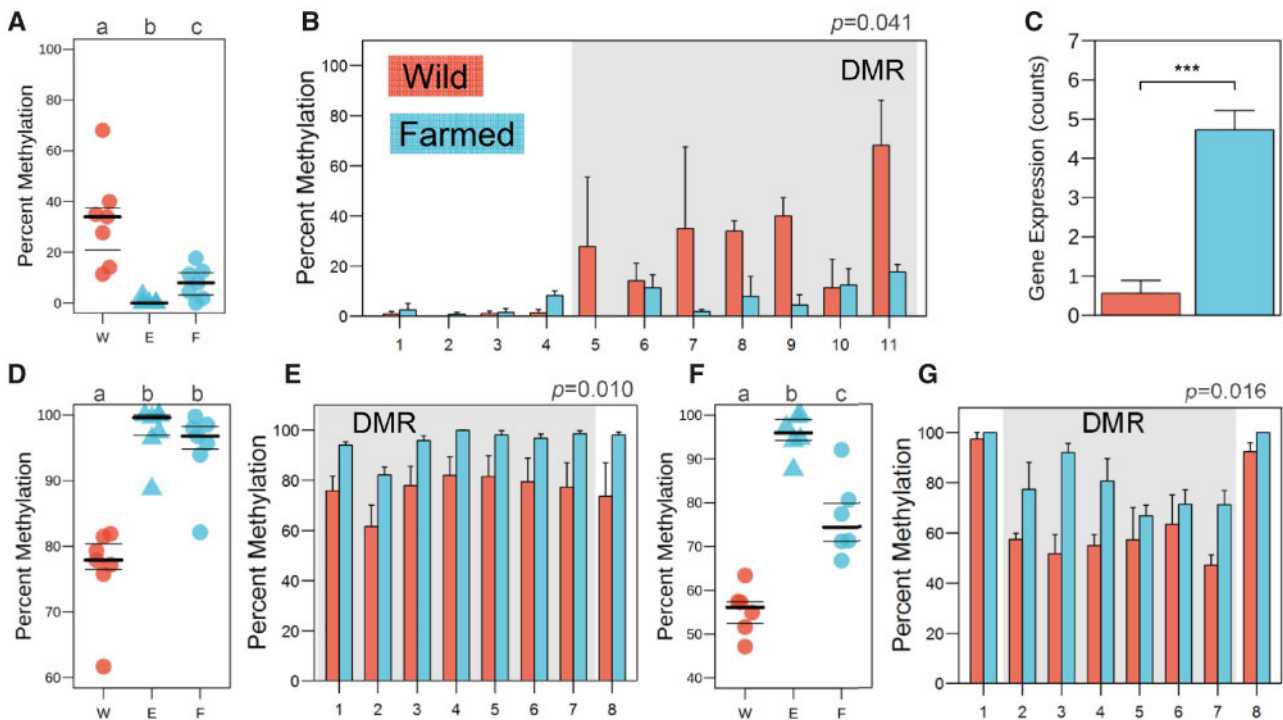 A
a b c
Percent Methylation
100
80
60
40
20
0
W E F
B
p=0.041
DMR
Wild
Farmed
Percent Methylation
100
80
60
40
20
0
1 2 3 4 5 6 7 8 9 10 11
C
***
Gene Expression (counts)
7
6
5
4
3
2
1
0
D
a b b
Percent Methylation
100
90
80
70
60
W E F
E
p=0.010
DMR
Percent Methylation
100
80
60
40
20
0
1 2 3 4 5 6 7 8
F
a b c
Percent Methylation
100
90
80
70
60
50
40
W E F
G
p=0.016
DMR
Percent Methylation
100
80
60
40
20
0
1 2 3 4 5 6 7 8